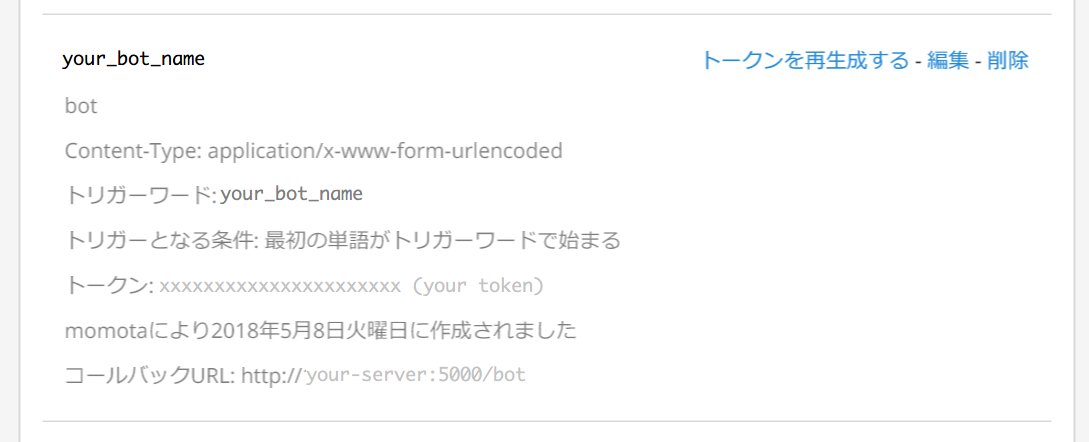 your_bot_name トークンを再生成する - 編集 - 削除
bot
Content-Type: application/x-www-form-urlencoded
トリガーワード: your_bot_name
トリガーとなる条件: 最初の単語がトリガーワードで始まる
トークン: xxxxxxxxxxxxxxxxxxxxxx (your token)
momotaにより2018年5月8日火曜日に作成されました
コールバックURL: http://your-server:5000/bot